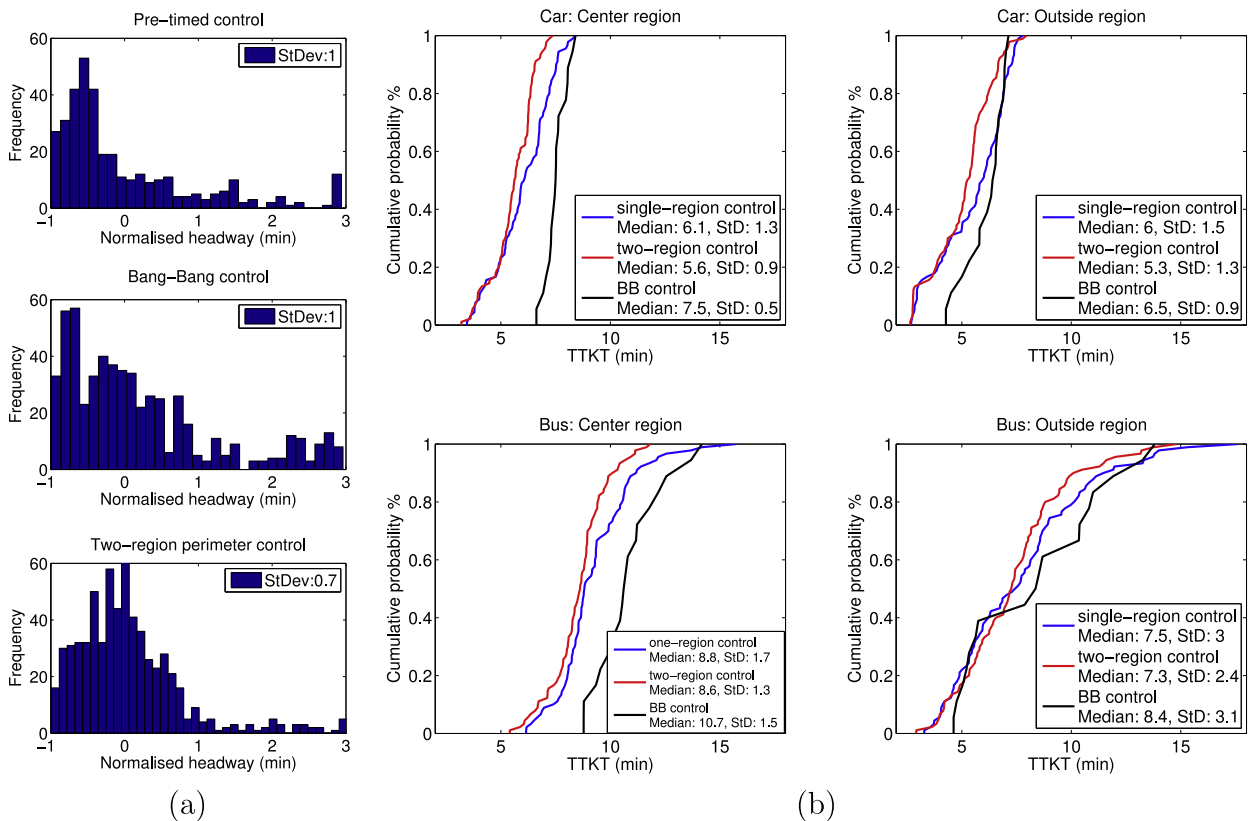 Pre-timed control
60
40
20
0
Frequency
StDev:1
-1 0 1 2 3
Normalised headway (min)
Bang-Bang control
60
40
20
0
Frequency
StDev:1
-1 0 1 2 3
Normalised headway (min)
Two-region perimeter control
60
40
20
0
Frequency
StDev:0.7
-1 0 1 2 3
Normalised headway (min)
(a)
Car: Center region
1
0.8
0.6
0.4
0.2
0
Cumulative probability %
single-region control
Median: 6.1, StD: 1.3
two-region control
Median: 5.6, StD: 0.9
BB control
Median: 7.5, StD: 0.5
5 10 15
TTKT (min)
Car: Outside region
1
0.8
0.6
0.4
0.2
0
Cumulative probability %
single-region control
Median: 6, StD: 1.5
two-region control
Median: 5.3, StD: 1.3
BB control
Median: 6.5, StD: 0.9
5 10 15
TTKT (min)
Bus: Center region
1
0.8
0.6
0.4
0.2
0
Cumulative probability %
one-region control
Median: 8.8, StD: 1.7
two-region control
Median: 8.6, StD: 1.3
BB control
Median: 10.7, StD: 1.5
5 10 15
TTKT (min)
Bus: Outside region
1
0.8
0.6
0.4
0.2
0
Cumulative probability %
single-region control
Median: 7.5, StD: 3
two-region control
Median: 7.3, StD: 2.4
BB control
Median: 8.4, StD: 3.1
5 10 15
TTKT (min)
(b)